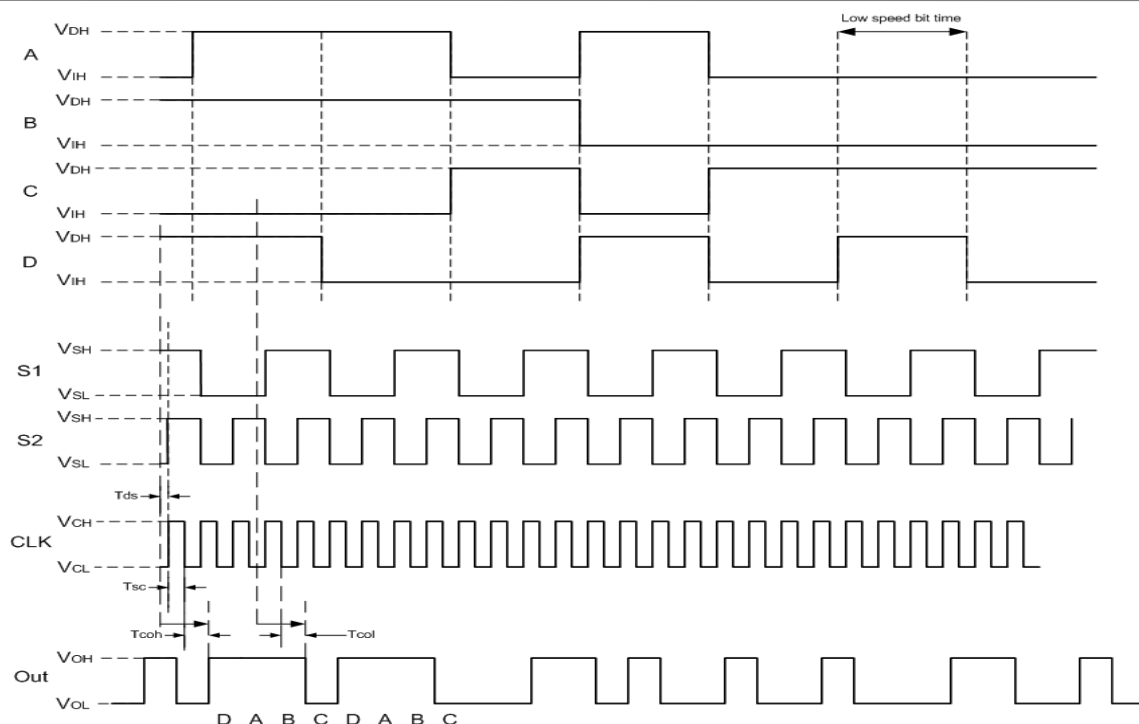 Low speed bit time
VDH
A
VIH
VDH
B
VIH
VDH
C
VIH
VDH
D
VIH
VSH
S1
VSL
VSH
S2
VSL
Tds
VCH
CLK
VCL
Tsc
Tcoh
Tcol
VOH
Out
VOL
D A B C D A B C